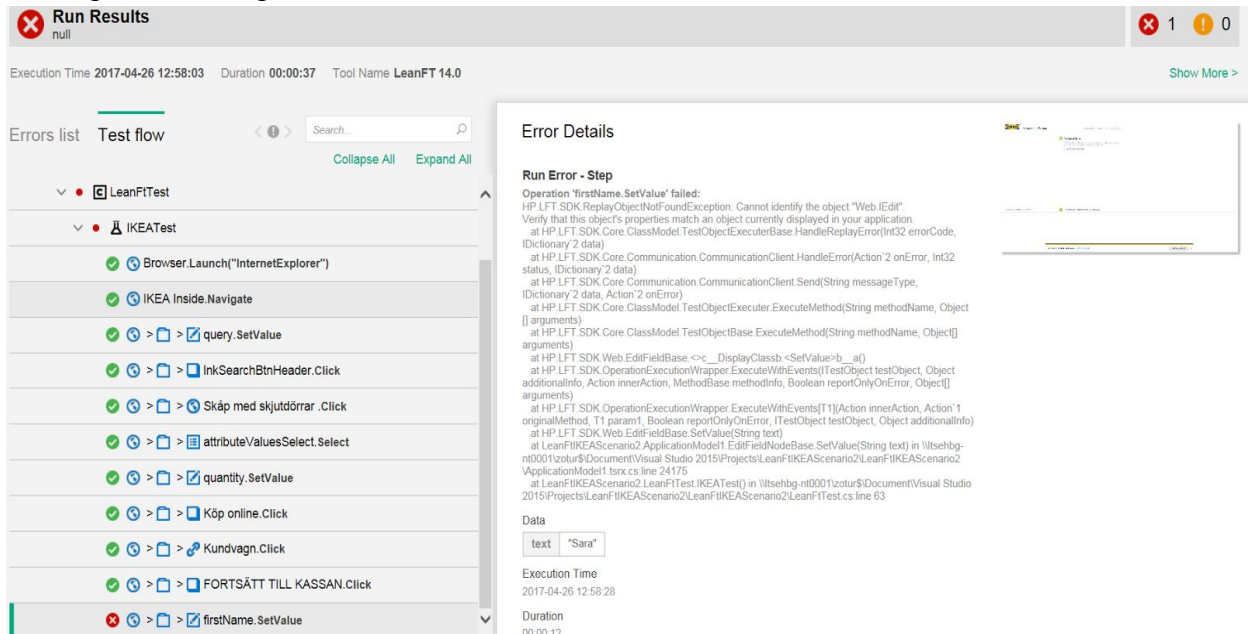 Run Results
null
1 0
Execution Time 2017-04-26 12:58:03 Duration 00:00:37 Tool Name LeanFT 14.0
Show More >
Errors list Test flow
Search...
Collapse All Expand All
LeanFtTest
IKEATest
Browser.Launch("InternetExplorer")
IKEA Inside.Navigate
> > query.SetValue
> > lnkSearchBtnHeader.Click
> > Skåp med skjutdörrar .Click
> > attributeValuesSelect.Select
> > quantity.SetValue
> > Köp online.Click
> > Kundvagn.Click
> > FORTSÄTT TILL KASSAN.Click
> > firstName.SetValue
Error Details
Run Error - Step
Operation 'firstName.SetValue' failed:
HP.LFT.SDK.ReplayObjectNotFoundException: Cannot identify the object "Web.IEdit".
Verify that this object's properties match an object currently displayed in your application.
at HP.LFT.SDK.Core.ClassModel.TestObjectExecuterBase.HandleReplayError(Int32 errorCode,
IDictionary`2 data)
at HP.LFT.SDK.Core.Communication.CommunicationClient.HandleError(Action`2 onError, Int32
status, IDictionary`2 data)
at HP.LFT.SDK.Core.Communication.CommunicationClient.Send(String messageType,
IDictionary`2 data, Action`2 onError)
at HP.LFT.SDK.Core.ClassModel.TestObjectExecuter.ExecuteMethod(String methodName, Object
[] arguments)
at HP.LFT.SDK.Core.ClassModel.TestObjectBase.ExecuteMethod(String methodName, Object[]
arguments)
at HP.LFT.SDK.Web.EditFieldBase.<>c__DisplayClassb.<SetValue>b__a()
at HP.LFT.SDK.OperationExecutionWrapper.ExecuteWithEvents(ITestObject testObject, Object
additionalInfo, Action innerAction, MethodBase methodInfo, Boolean reportOnlyOnError, Object[]
arguments)
at HP.LFT.SDK.OperationExecutionWrapper.ExecuteWithEvents[T1](Action innerAction, Action`1
originalMethod, T1 param1, Boolean reportOnlyOnError, ITestObject testObject, Object additionalInfo)
at HP.LFT.SDK.Web.EditFieldBase.SetValue(String text)
at LeanFtIKEAScenario2.ApplicationModel1.EditFieldNodeBase.SetValue(String text) in \\Itsehbg-
nt0001\zotur$\Document\Visual Studio 2015\Projects\LeanFtIKEAScenario2\LeanFtIKEAScenario2
\ApplicationModel1.tsrx.cs:line 24175
at LeanFtIKEAScenario2.LeanFtTest.IKEATest() in \\Itsehbg-nt0001\zotur$\Document\Visual Studio
2015\Projects\LeanFtIKEAScenario2\LeanFtIKEAScenario2\LeanFtTest.cs:line 63
Data
text "Sara"
Execution Time
2017-04-26 12:58:28
Duration
00:00:12